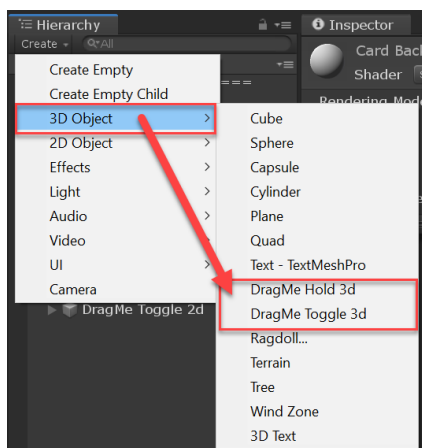 Hierarchy
Inspector
Create
All
Card Bac
Shader
===
Rendering Mod
Create Empty
Create Empty Child
3D Object
2D Object
Effects
Light
Audio
Video
UI
Camera
DragMe Toggle 2d
Cube
Sphere
Capsule
Cylinder
Plane
Quad
Text - TextMeshPro
DragMe Hold 3d
DragMe Toggle 3d
Ragdoll...
Terrain
Tree
Wind Zone
3D Text